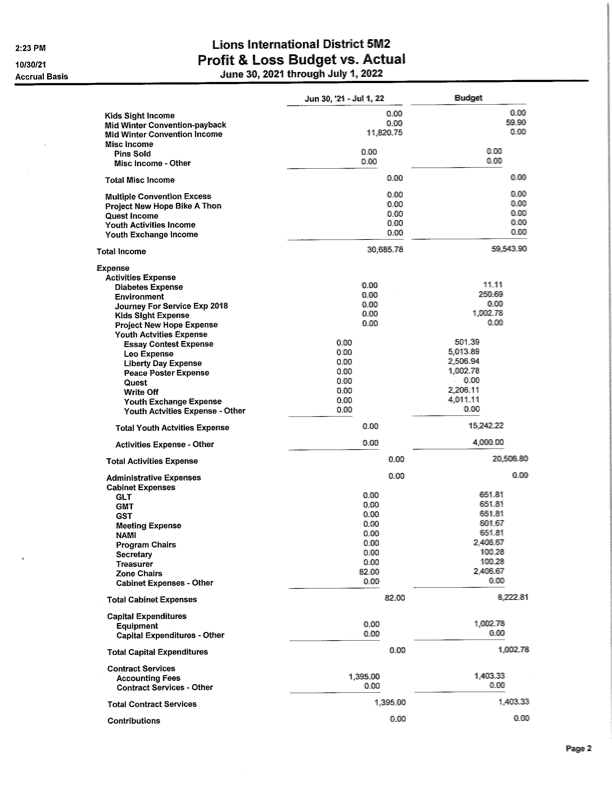 2:23 PM
10/30/21
Accrual Basis
Lions International District 5M2
Profit & Loss Budget vs. Actual
June 30, 2021 through July 1, 2022
Jun 30, '21 - Jul 1, 22 Budget
Kids Sight Income 0.00 0.00
Mid Winter Convention-payback 0.00 59.90
Mid Winter Convention Income 11,820.75 0.00
Misc Income
Pins Sold 0.00 0.00
Misc Income - Other 0.00 0.00
Total Misc Income 0.00 0.00
Multiple Convention Excess 0.00 0.00
Project New Hope Bike A Thon 0.00 0.00
Quest Income 0.00 0.00
Youth Activities Income 0.00 0.00
Youth Exchange Income 0.00 0.00
Total Income 30,685.78 59,543.90
Expense
Activities Expense
Diabetes Expense 0.00 11.11
Environment 0.00 250.69
Journey For Service Exp 2018 0.00 0.00
Kids Sight Expense 0.00 1,002.78
Project New Hope Expense 0.00 0.00
Youth Actvities Expense
Essay Contest Expense 0.00 501.39
Leo Expense 0.00 5,013.89
Liberty Day Expense 0.00 2,506.94
Peace Poster Expense 0.00 1,002.78
Quest 0.00 0.00
Write Off 0.00 2,206.11
Youth Exchange Expense 0.00 4,011.11
Youth Actvities Expense - Other 0.00 0.00
Total Youth Actvities Expense 0.00 15,242.22
Activities Expense - Other 0.00 4,000.00
Total Activities Expense 0.00 20,506.80
Administrative Expenses 0.00 0.00
Cabinet Expenses
GLT 0.00 651.81
GMT 0.00 651.81
GST 0.00 651.81
Meeting Expense 0.00 601.67
NAMI 0.00 651.81
Program Chairs 0.00 2,406.67
Secretary 0.00 100.28
Treasurer 0.00 100.28
Zone Chairs 82.00 2,406.67
Cabinet Expenses - Other 0.00 0.00
Total Cabinet Expenses 82.00 8,222.81
Capital Expenditures
Equipment 0.00 1,002.78
Capital Expenditures - Other 0.00 0.00
Total Capital Expenditures 0.00 1,002.78
Contract Services
Accounting Fees 1,395.00 1,403.33
Contract Services - Other 0.00 0.00
Total Contract Services 1,395.00 1,403.33
Contributions 0.00 0.00
Page 2